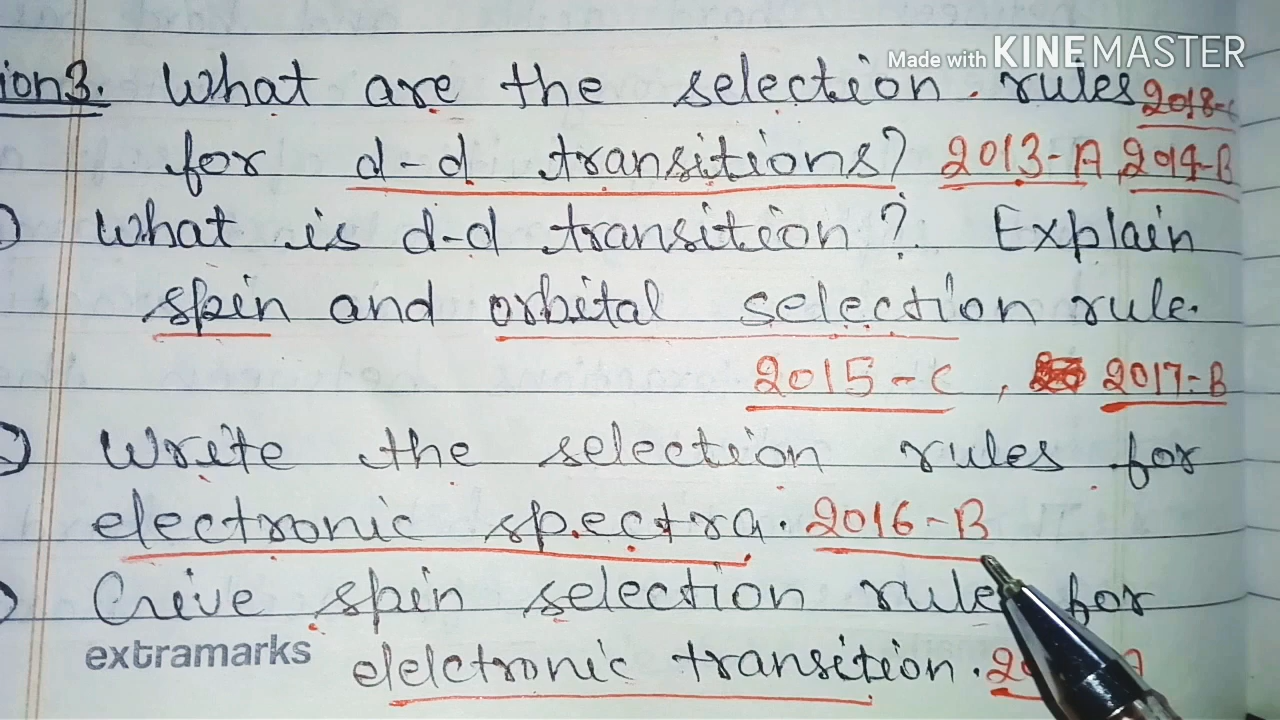 Made with KINEMASTER
ion3. What are the selection rules 2018-C
for d-d transitions? 2013-A, 2014-B
What is d-d transition? Explain
spin and orbital selection rule.
2015-C, 2017-B
Write the selection rules for
electronic spectra. 2016-B
Give spin selection rule for
extramarks
elelctronic transition.